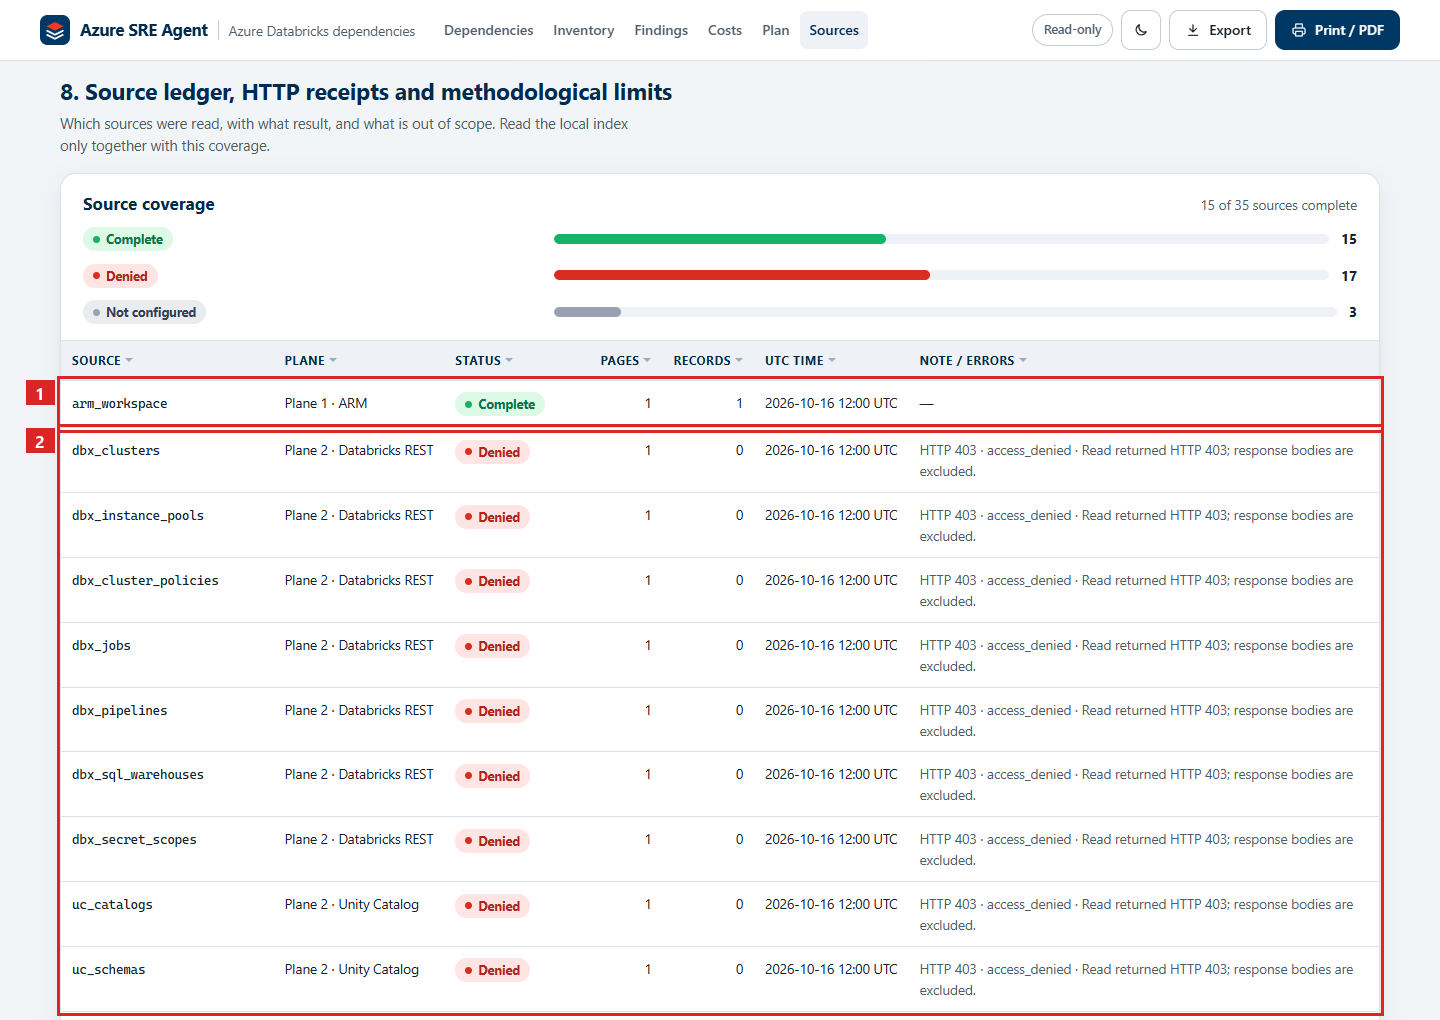 Azure SRE Agent
Azure Databricks dependencies
Dependencies
Inventory
Findings
Costs
Plan
Sources
Read-only
Export
Print / PDF
8. Source ledger, HTTP receipts and methodological limits
Which sources were read, with what result, and what is out of scope. Read the local index
only together with this coverage.
Source coverage
15 of 35 sources complete
Complete 15
Denied 17
Not configured 3
SOURCE PLANE STATUS PAGES RECORDS UTC TIME NOTE / ERRORS
1
arm_workspace Plane 1 · ARM Complete 1 1 2026-10-16 12:00 UTC —
2
dbx_clusters Plane 2 · Databricks REST Denied 1 0 2026-10-16 12:00 UTC HTTP 403 · access_denied · Read returned HTTP 403; response bodies are
excluded.
dbx_instance_pools Plane 2 · Databricks REST Denied 1 0 2026-10-16 12:00 UTC HTTP 403 · access_denied · Read returned HTTP 403; response bodies are
excluded.
dbx_cluster_policies Plane 2 · Databricks REST Denied 1 0 2026-10-16 12:00 UTC HTTP 403 · access_denied · Read returned HTTP 403; response bodies are
excluded.
dbx_jobs Plane 2 · Databricks REST Denied 1 0 2026-10-16 12:00 UTC HTTP 403 · access_denied · Read returned HTTP 403; response bodies are
excluded.
dbx_pipelines Plane 2 · Databricks REST Denied 1 0 2026-10-16 12:00 UTC HTTP 403 · access_denied · Read returned HTTP 403; response bodies are
excluded.
dbx_sql_warehouses Plane 2 · Databricks REST Denied 1 0 2026-10-16 12:00 UTC HTTP 403 · access_denied · Read returned HTTP 403; response bodies are
excluded.
dbx_secret_scopes Plane 2 · Databricks REST Denied 1 0 2026-10-16 12:00 UTC HTTP 403 · access_denied · Read returned HTTP 403; response bodies are
excluded.
uc_catalogs Plane 2 · Unity Catalog Denied 1 0 2026-10-16 12:00 UTC HTTP 403 · access_denied · Read returned HTTP 403; response bodies are
excluded.
uc_schemas Plane 2 · Unity Catalog Denied 1 0 2026-10-16 12:00 UTC HTTP 403 · access_denied · Read returned HTTP 403; response bodies are
excluded.